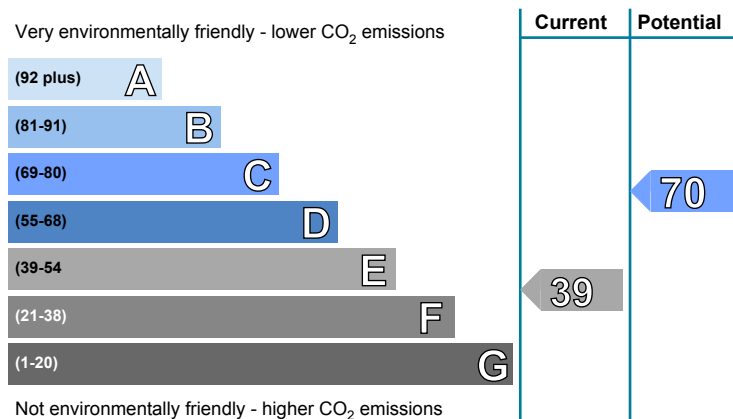 Very environmentally friendly - lower CO₂ emissions
Current
Potential
(92 plus) A
(81-91) B
(69-80) C
(55-68) D
(39-54 E
(21-38) F
(1-20) G
70
39
Not environmentally friendly - higher CO₂ emissions